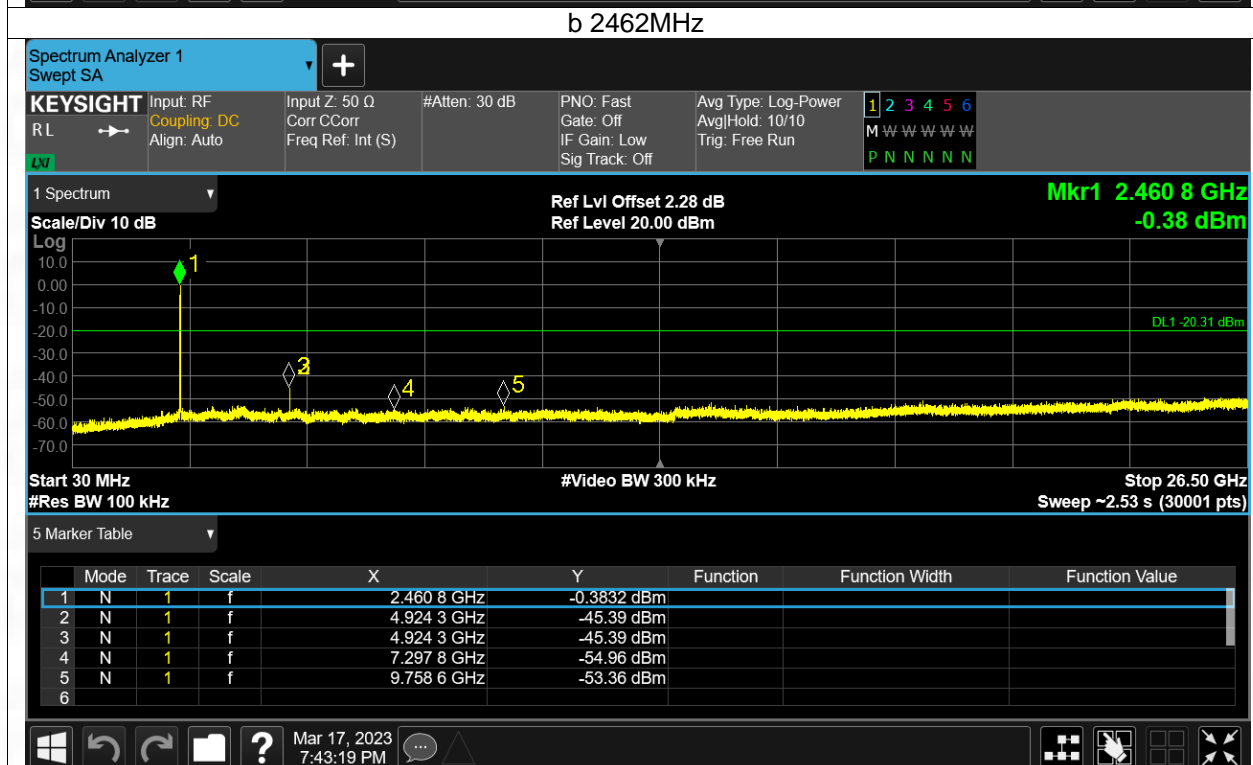 b 2462MHz
Spectrum Analyzer 1
Swept SA
KEYSIGHT Input: RF Input Z: 50 Ω #Atten: 30 dB PNO: Fast Avg Type: Log-Power 1 2 3 4 5 6
RL Coupling: DC Corr CCorr Gate: Off Avg|Hold: 10/10 M W W W W W
Align: Auto Freq Ref: Int (S) IF Gain: Low Trig: Free Run
LXI Sig Track: Off P N N N N N
1 Spectrum Ref Lvl Offset 2.28 dB Mkr1 2.460 8 GHz
Scale/Div 10 dB Ref Level 20.00 dBm -0.38 dBm
Log
10.0 1
0.00
-10.0
-20.0 DL1 -20.31 dBm
-30.0
-40.0 3 4 5
-50.0
-60.0
-70.0
Start 30 MHz #Video BW 300 kHz Stop 26.50 GHz
#Res BW 100 kHz Sweep ~2.53 s (30001 pts)
5 Marker Table
Mode Trace Scale X Y Function Function Width Function Value
1 N 1 f 2.460 8 GHz -0.3832 dBm
2 N 1 f 4.924 3 GHz -45.39 dBm
3 N 1 f 4.924 3 GHz -45.39 dBm
4 N 1 f 7.297 8 GHz -54.96 dBm
5 N 1 f 9.758 6 GHz -53.36 dBm
6
? Mar 17, 2023
7:43:19 PM